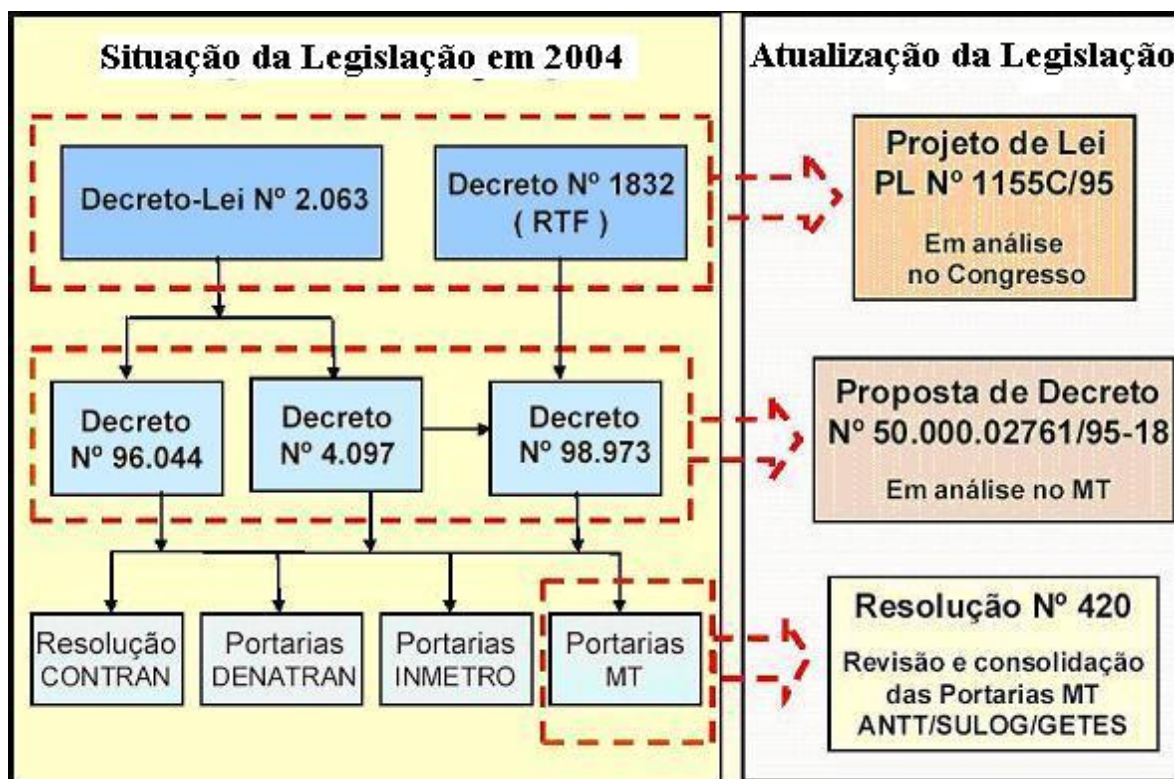 Situação da Legislação em 2004
Decreto-Lei Nº 2.063
Decreto Nº 1832
( RTF )
Decreto
Nº 96.044
Decreto
Nº 4.097
Decreto
Nº 98.973
Resolução
CONTRAN
Portarias
DENATRAN
Portarias
INMETRO
Portarias
MT
Atualização da Legislação
Projeto de Lei
PL Nº 1155C/95
Em análise
no Congresso
Proposta de Decreto
Nº 50.000.02761/95-18
Em análise no MT
Resolução Nº 420
Revisão e consolidação
das Portarias MT
ANTT/SULOG/GETES